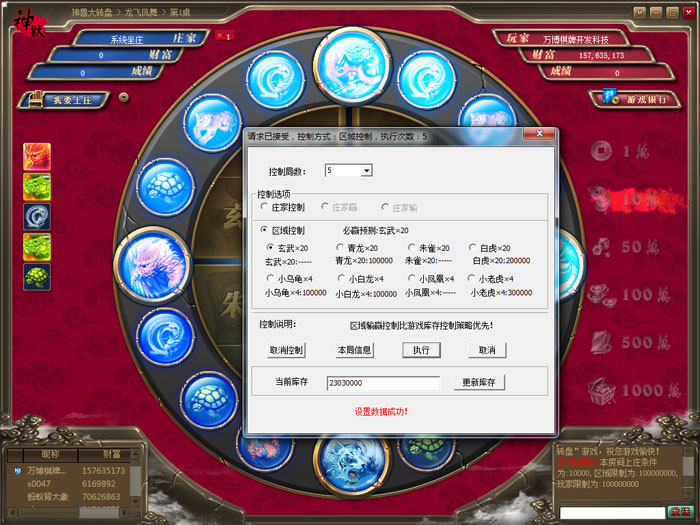 神獸
神兽大转盘 > 龙飞凤舞 > 第1桌
系统坐庄 庄家
×1
0 财富
0 成绩
我要上庄
玩家 万博棋牌开发科技
财富 157,635,173
成绩 0
游戏银行
请求已接受, 控制方式:区域控制, 执行次数:5
控制局数: 5
控制选项
庄家控制 庄家赢 庄家输
区域控制 必赢预测:玄武×20
玄武×20 青龙×20 朱雀×20 白虎×20
玄武×20:----- 青龙×20:100000 朱雀×20:----- 白虎×20:200000
小乌龟×4 小白龙×4 小凤凰×4 小老虎×4
小乌龟×4:100000 小白龙×4:100000 小凤凰×4:----- 小老虎×4:300000
控制说明: 区域输赢控制比游戏库存控制策略优先!
取消控制 本局信息 执行 取消
当前库存 23030000 更新库存
设置数据成功!
玄
朱
1萬
10萬
50萬
100萬
500萬
1000萬
昵称 财富
万博棋牌... 157635173
s0047 6169892
蚂蚁背大象 70626863
转盘”游戏,祝您游戏愉快!
本房间上庄条件
为:10000,区域限制为:100000000,
玩家限制为:100000000